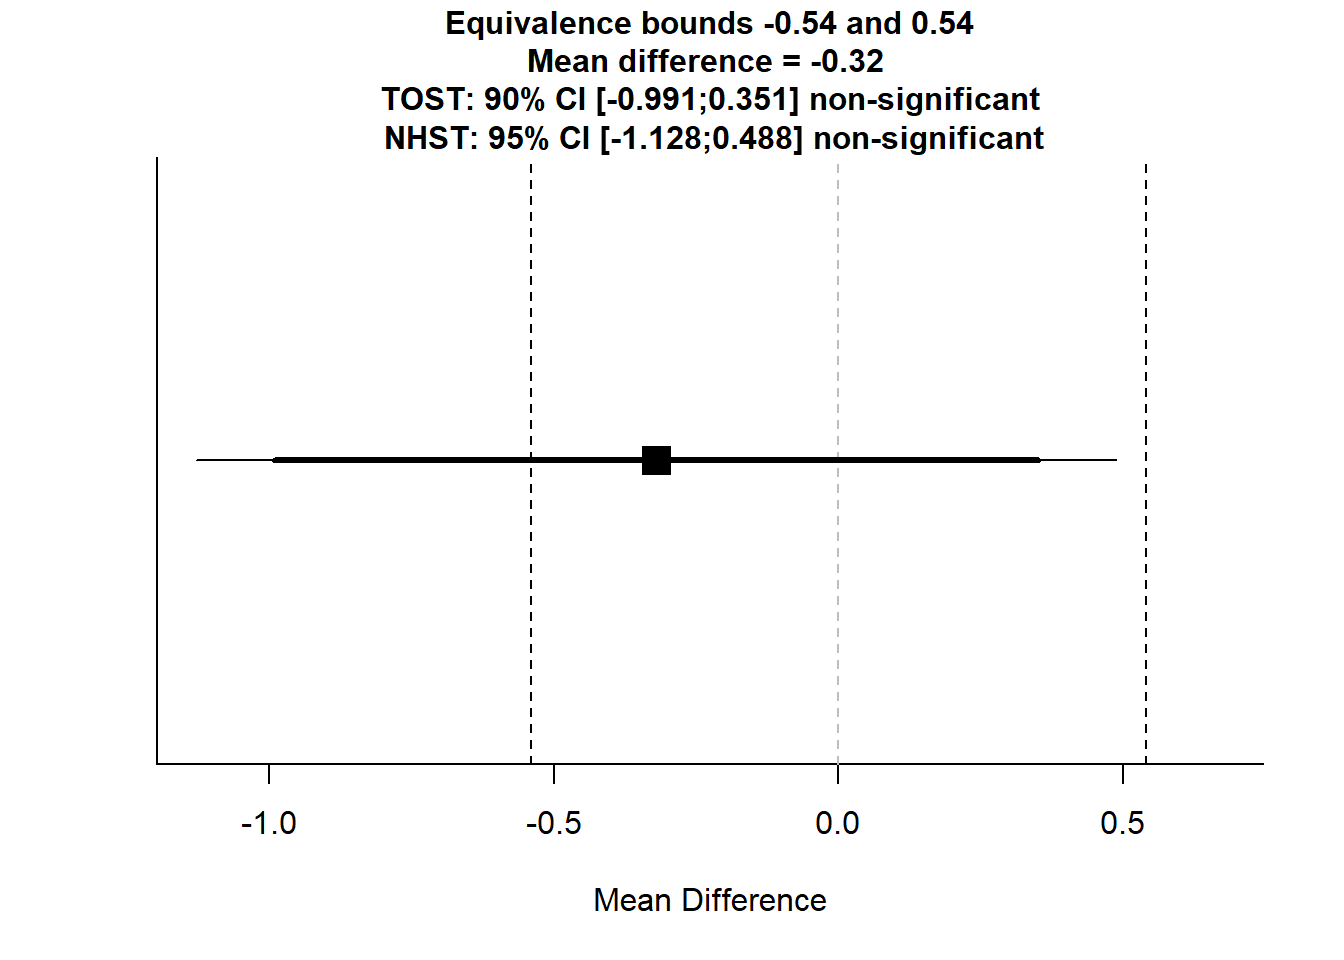 Equivalence bounds -0.54 and 0.54
Mean difference = -0.32
TOST: 90% CI [-0.991;0.351] non-significant
NHST: 95% CI [-1.128;0.488] non-significant
-1.0 -0.5 0.0 0.5
Mean Difference